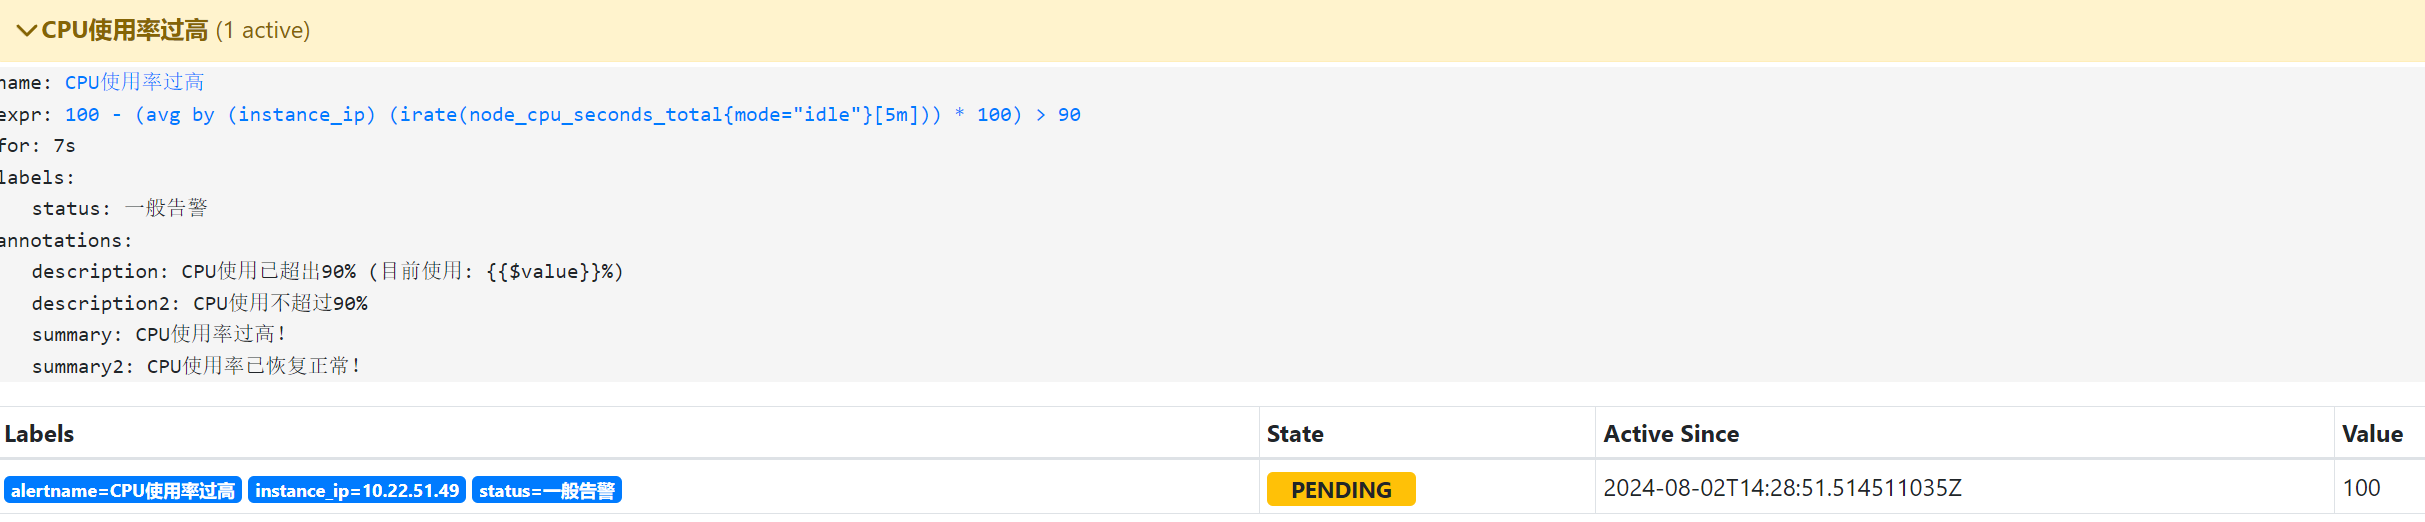 CPU使用率过高 (1 active)
name: CPU使用率过高
expr: 100 - (avg by (instance_ip) (irate(node_cpu_seconds_total{mode="idle"}[5m])) * 100) > 90
for: 7s
labels:
status: 一般告警
annotations:
description: CPU使用已超出90% (目前使用: {{$value}}%)
description2: CPU使用不超过90%
summary: CPU使用率过高!
summary2: CPU使用率已恢复正常!
Labels State Active Since Value
alertname=CPU使用率过高 instance_ip=10.22.51.49 status=一般告警 PENDING 2024-08-02T14:28:51.514511035Z 100